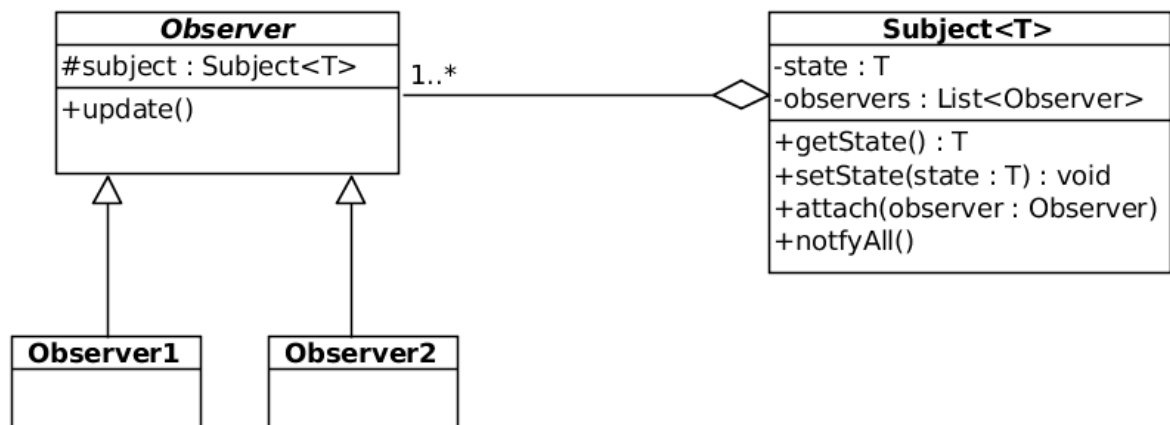 Observer
#subject : Subject<T>
+update()
1..*
Subject<T>
-state : T
-observers : List<Observer>
+getState() : T
+setState(state : T) : void
+attach(observer : Observer)
+notfyAll()
Observer1
Observer2